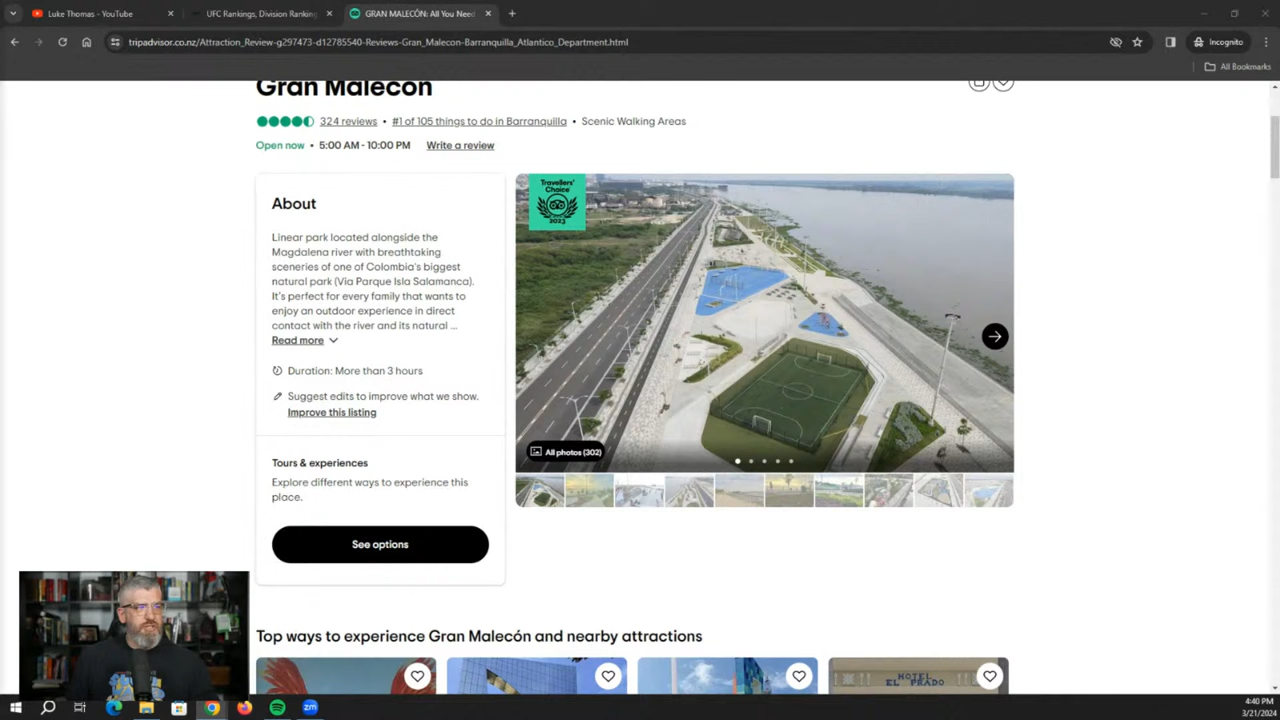 Luke Thomas - YouTube
UFC Rankings, Division Ranking
GRAN MALECÓN: All You Need
tripadvisor.co.nz/Attraction_Review-g297473-d12785540-Reviews-Gran_Malecon-Barranquilla_Atlantico_Department.html
Incognito
All Bookmarks
Gran Malecón
324 reviews • #1 of 105 things to do in Barranquilla • Scenic Walking Areas
Open now • 5:00 AM - 10:00 PM Write a review
About
Linear park located alongside the
Magdalena river with breathtaking
sceneries of one of Colombia's biggest
natural park (Vía Parque Isla Salamanca).
It's perfect for every family that wants to
enjoy an outdoor experience in direct
contact with the river and its natural ...
Read more
Duration: More than 3 hours
Suggest edits to improve what we show.
Improve this listing
Tours & experiences
Explore different ways to experience this
place.
See options
Travellers'
Choice
2023
All photos (302)
Top ways to experience Gran Malecón and nearby attractions
HOTEL
EL PRADO
zm
4:40 PM
3/21/2024